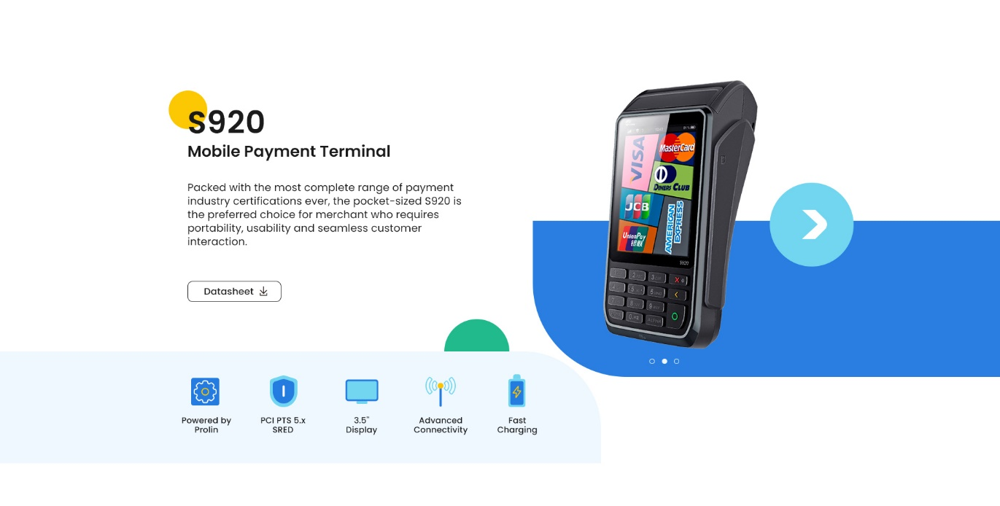 S920
Mobile Payment Terminal
Packed with the most complete range of payment
industry certifications ever, the pocket-sized S920 is
the preferred choice for merchant who requires
portability, usability and seamless customer
interaction.
Datasheet
VISA
MasterCard
DINERS CLUB
JCB
AMERICAN
EXPRESS
UnionPay
银联
S920
Powered by
Prolin
PCI PTS 5.x
SRED
3.5"
Display
Advanced
Connectivity
Fast
Charging